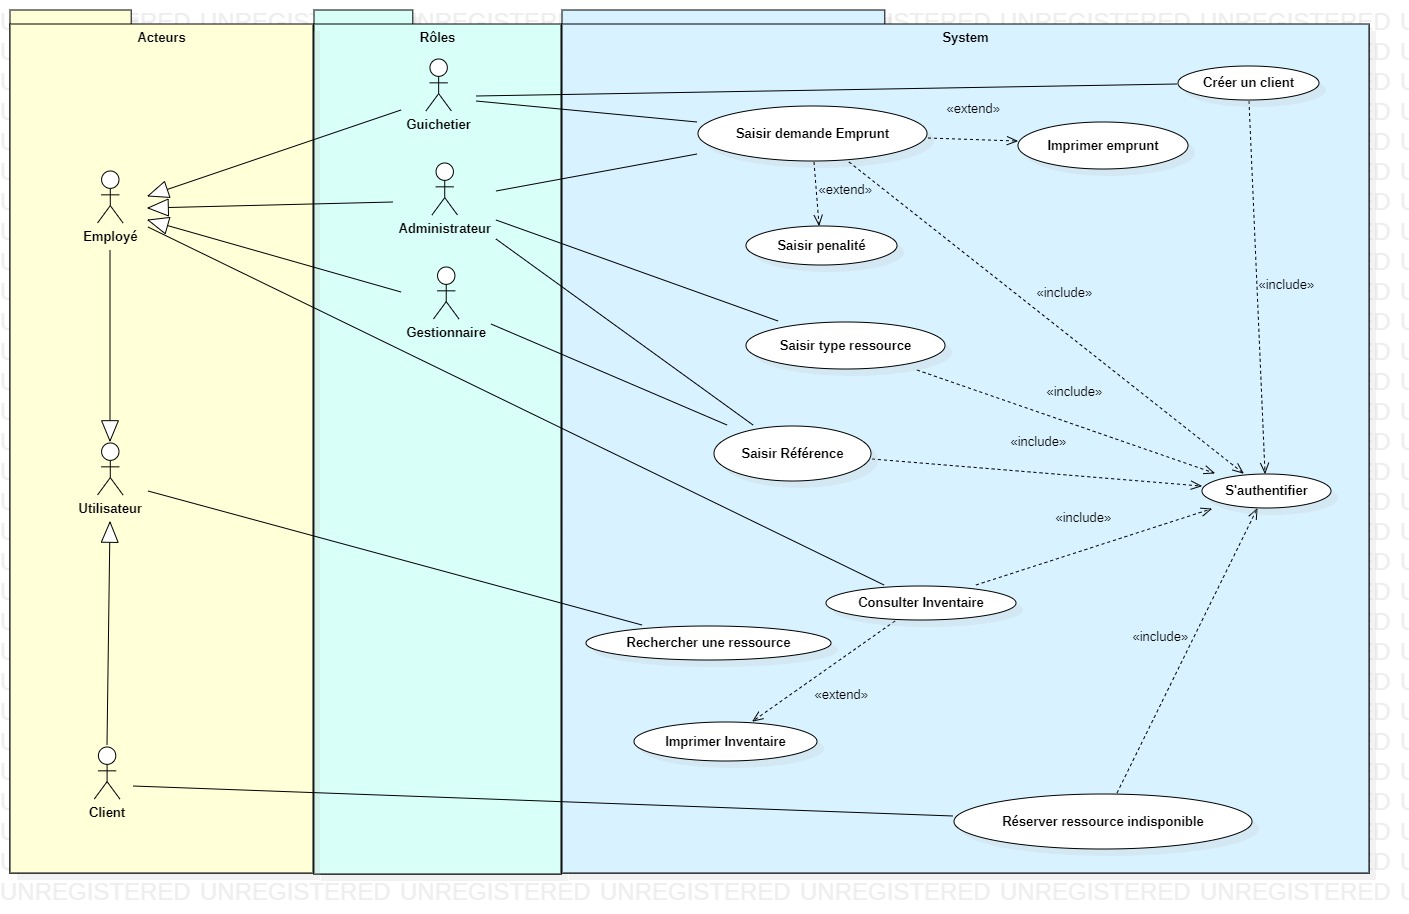 Acteurs
Rôles
System
Guichetier
Créer un client
«extend»
Saisir demande Emprunt
Imprimer emprunt
Employé
Administrateur
«extend»
Saisir penalité
«include»
«include»
Gestionnaire
Saisir type ressource
«include»
«include»
Saisir Référence
S'authentifier
Utilisateur
«include»
Consulter Inventaire
Rechercher une ressource
«include»
«extend»
Imprimer Inventaire
Client
Réserver ressource indisponible
UNREGISTERED UNREGISTERED UNREGISTERED UNREGISTERED UNREGISTERED UNREGISTERED UNREGISTERED U